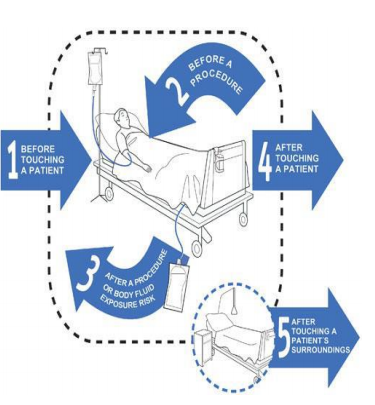 1 BEFORE
TOUCHING
A PATIENT
2 BEFORE A
PROCEDURE
3 AFTER A PROCEDURE
OR BODY FLUID
EXPOSURE RISK
4 AFTER
TOUCHING
A PATIENT
5 AFTER
TOUCHING A
PATIENT'S
SURROUNDINGS